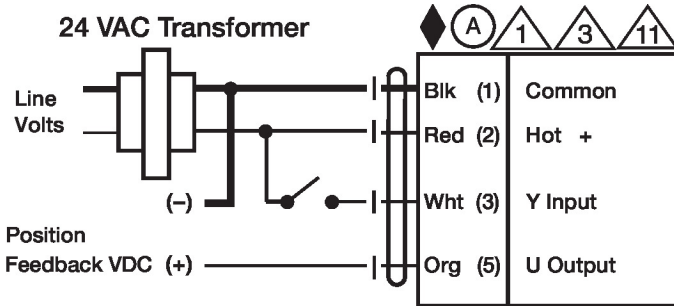 24 VAC Transformer
A 1 3 11
Line
Volts
Blk (1) Common
Red (2) Hot +
(–)
Wht (3) Y Input
Position
Feedback VDC (+)
Org (5) U Output